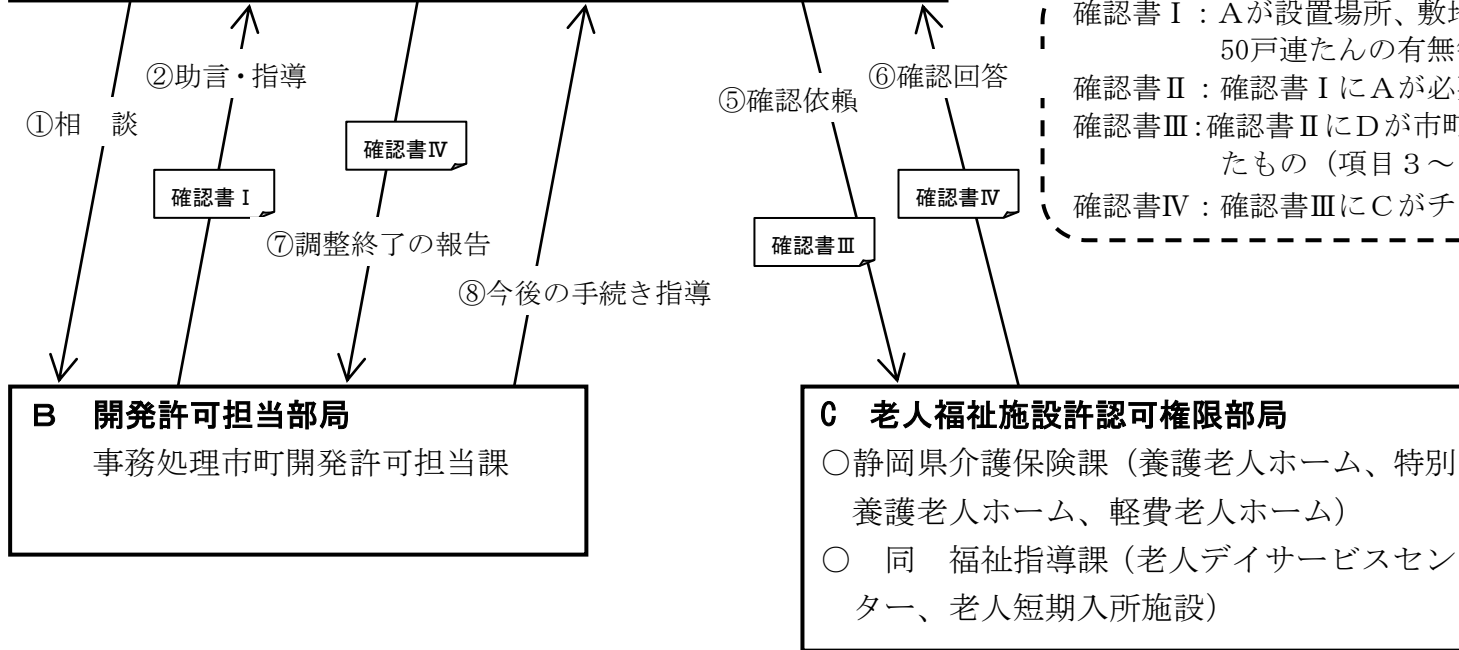 確認書Ⅰ：Aが設置場所、敷
50戸連たんの有無
確認書Ⅱ：確認書ⅠにAが必
確認書Ⅲ：確認書ⅡにDが市町
たもの（項目３～
確認書Ⅳ：確認書ⅢにCがチ
①相　談
②助言・指導
確認書Ⅰ
確認書Ⅳ
⑦調整終了の報告
⑧今後の手続き指導
⑤確認依頼
⑥確認回答
確認書Ⅲ
確認書Ⅳ
B　開発許可担当部局
事務処理市町開発許可担当課
C　老人福祉施設許認可権限部局
○静岡県介護保険課（養護老人ホーム、特別
養護老人ホーム、軽費老人ホーム）
○　同　福祉指導課（老人デイサービスセン
ター、老人短期入所施設）